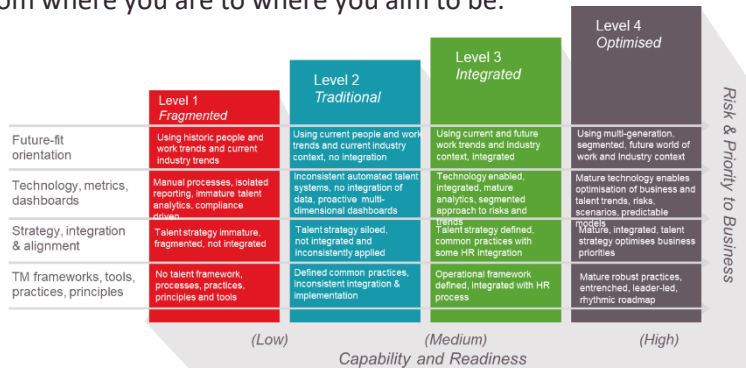 om where you are to where you aim to be.
Level 1
Fragmented
Level 2
Traditional
Level 3
Integrated
Level 4
Optimised
Future-fit
orientation
Using historic people and
work trends and current
industry trends
Using current people and work
trends and current industry
context, no integration
Using current and future
work trends and industry
context, integrated
Using multi-generation,
segmented, future world of
work and Industry context
Technology, metrics,
dashboards
Manual processes, isolated
reporting, immature talent
analytics, compliance
driven
Inconsistent automated talent
systems, no integration of
data, proactive multi-
dimensional dashboards
Technology enabled,
integrated, mature
analytics, segmented
approach to risks and
trends
Mature technology enables
optimisation of business and
talent trends, risks,
scenarios, predictable
models
Strategy, integration
& alignment
Talent strategy immature,
fragmented, not integrated
Talent strategy siloed,
not integrated and
inconsistently applied
Talent strategy defined,
common practices with
some HR integration
Mature, integrated, talent
strategy optimises business
priorities
TM frameworks, tools,
practices, principles
No talent framework,
processes, practices,
principles and tools
Defined common practices,
inconsistent integration &
implementation
Operational framework
defined, integrated with HR
process
Mature robust practices,
entrenched, leader-led,
rhythmic roadmap
Risk & Priority to Business
(Low)
(Medium)
(High)
Capability and Readiness